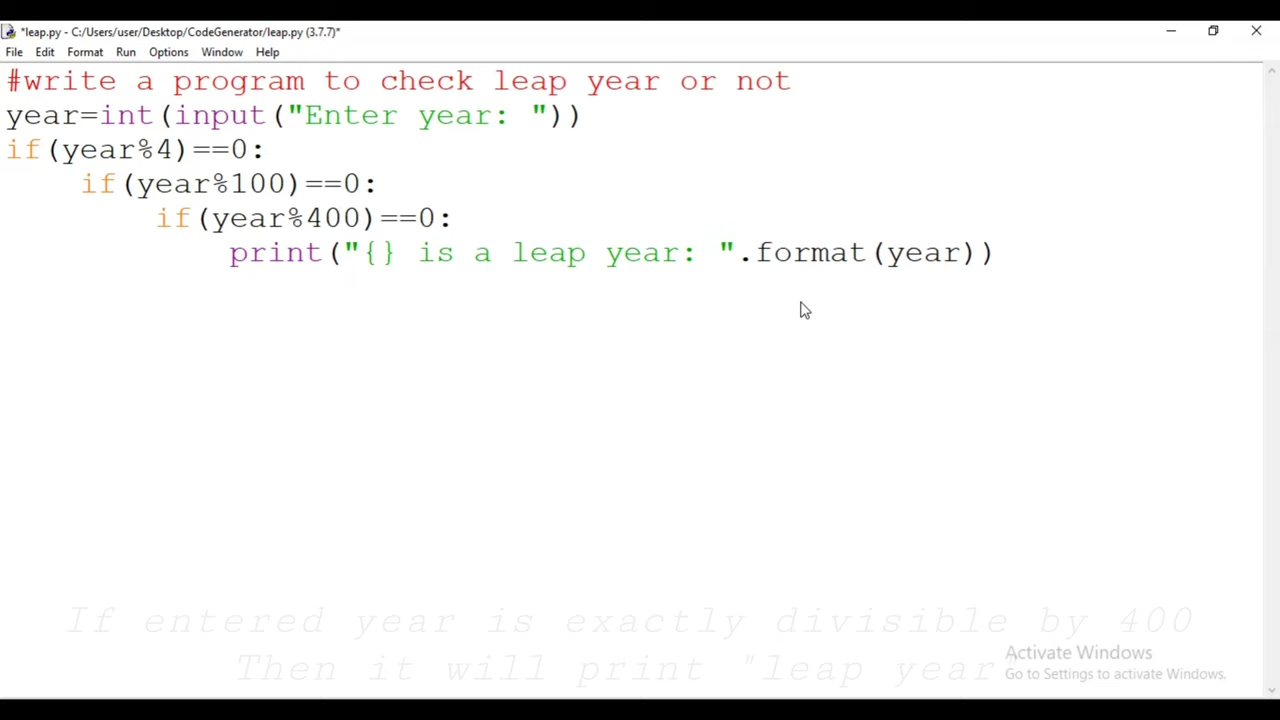 *leap.py - C:/Users/user/Desktop/CodeGenerator/leap.py (3.7.7)*
File Edit Format Run Options Window Help
#write a program to check leap year or not
year=int(input("Enter year: "))
if(year%4)==0:
    if(year%100)==0:
        if(year%400)==0:
            print("{} is a leap year: ".format(year))
If entered year is exactly divisible by 400
Then it will print "leap year"
Activate Windows
Go to Settings to activate Windows.